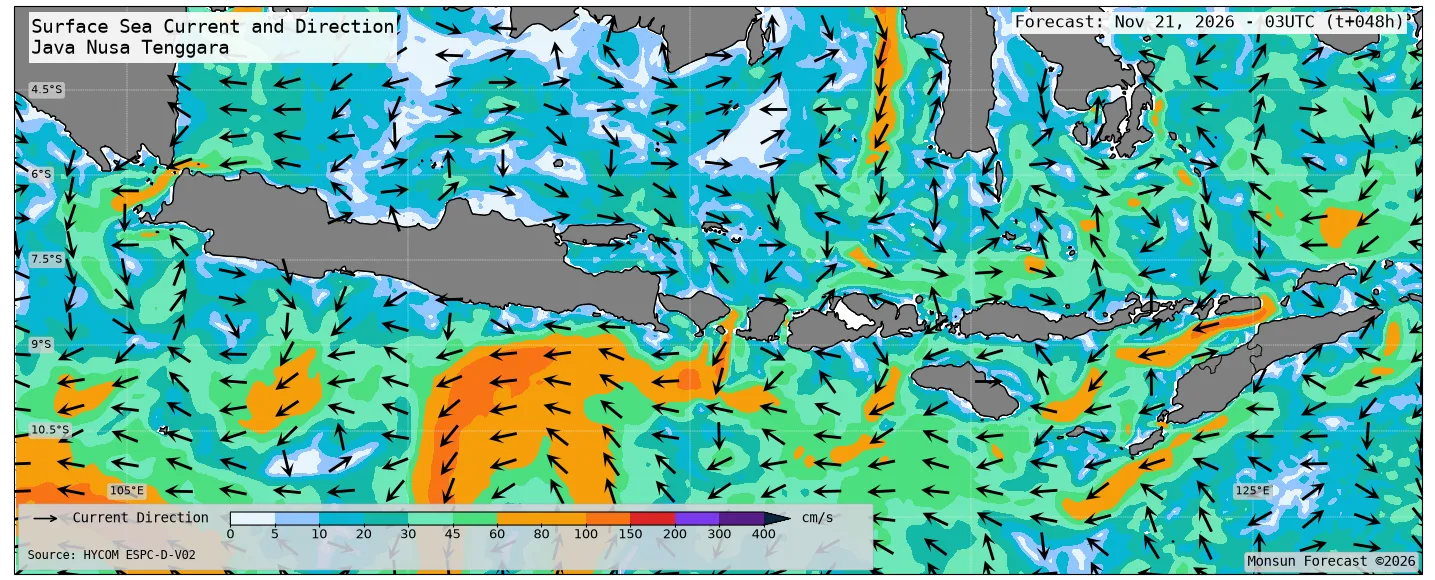 Surface Sea Current and Direction
Java Nusa Tenggara
Forecast: Nov 21, 2026 - 03UTC (t+048h)
4.5°S
6°S
7.5°S
9°S
10.5°S
105°E
125°E
Current Direction
0 5 10 20 30 45 60 80 100 150 200 300 400 cm/s
Source: HYCOM ESPC-D-V02
Monsun Forecast ©2026